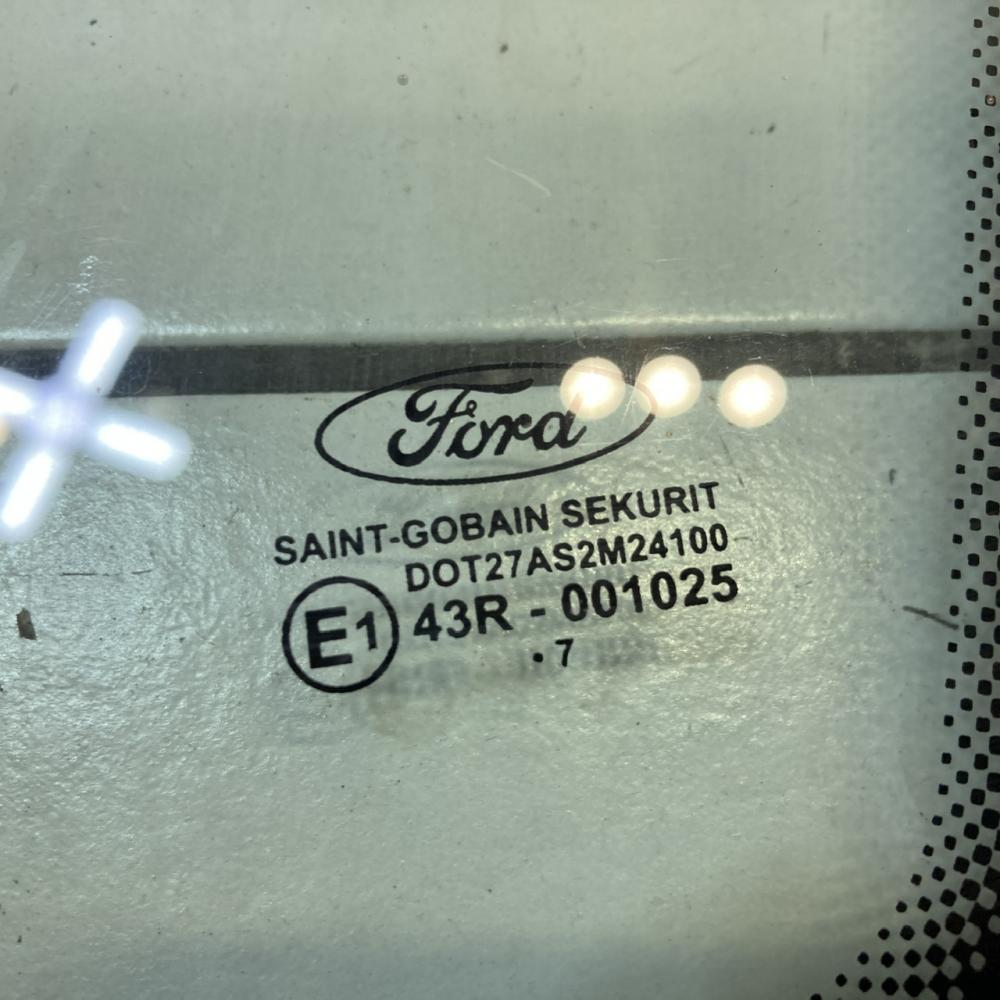 Ford
SAINT-GOBAIN SEKURIT
DOT27AS2M24100
E1 43R - 001025
. 7